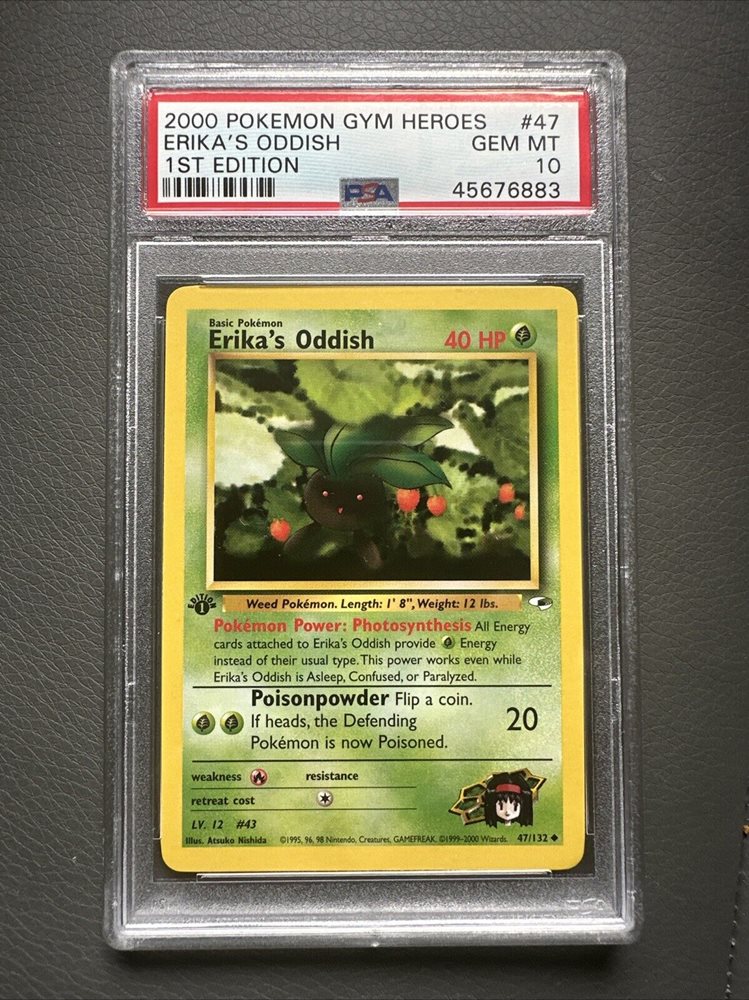 2000 POKEMON GYM HEROES #47
ERIKA'S ODDISH GEM MT
1ST EDITION 10
PSA 45676883
Basic Pokémon
Erika's Oddish 40 HP
EDITION 1
Weed Pokémon. Length: 1' 8", Weight: 12 lbs.
Pokémon Power: Photosynthesis All Energy
cards attached to Erika's Oddish provide Energy
instead of their usual type. This power works even while
Erika's Oddish is Asleep, Confused, or Paralyzed.
Poisonpowder Flip a coin.
If heads, the Defending 20
Pokémon is now Poisoned.
weakness resistance
retreat cost
LV. 12 #43
Illus. Atsuko Nishida ©1995, 96, 98 Nintendo, Creatures, GAMEFREAK. ©1999-2000 Wizards. 47/132